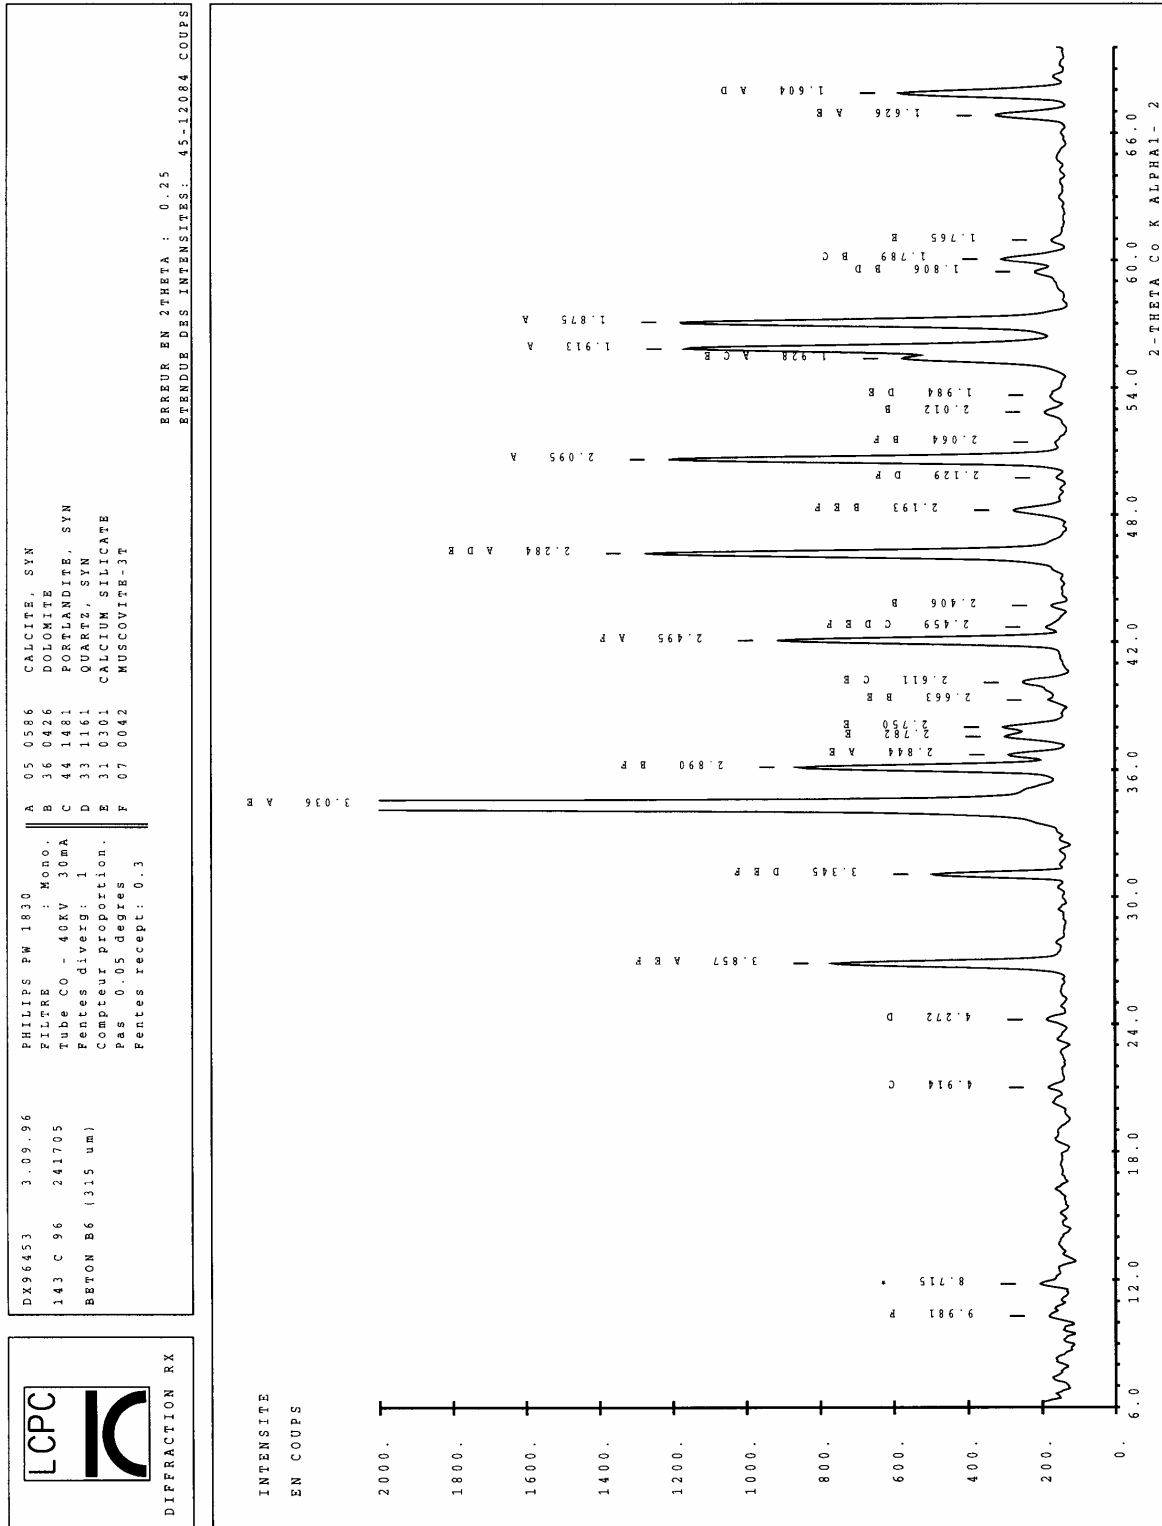 LCPC
DIFFRACTION RX
DX96453 3.09.96
143 C 96 241705
BETON B6 (315 um)
PHILIPS PW 1830
FILTRE : Mono.
Tube CO - 40KV 30mA
Fentes diverg: 1
Compteur proportion.
Pas 0.05 degres
Fentes recept: 0.3
A 05 0586 CALCITE, SYN
B 36 0426 DOLOMITE
C 44 1481 PORTLANDITE, SYN
D 33 1161 QUARTZ, SYN
E 31 0301 CALCIUM SILICATE
F 07 0042 MUSCOVITE-3T
ERREUR EN 2THETA : 0.25
ETENDUE DES INTENSITES: 45-12084 COUPS
INTENSITE
EN COUPS
2000.
1800.
1600.
1400.
1200.
1000.
800.
600.
400.
200.
0.
9.981 F
8.715 *
4.914 C
4.272 D
3.857 A E F
3.345 D E F
3.036 A E
2.890 B F
2.844 A E
2.782 E
2.750 E
2.663 B E
2.611 C E
2.495 A F
2.459 C D E F
2.406 B
2.284 A D E
2.193 B E F
2.129 D F
2.095 A
2.064 B F
2.012 B
1.984 D E
1.928 A C E
1.913 A
1.875 A
1.806 B D
1.789 B C
1.765 E
1.626 A E
1.604 A D
6.0 12.0 18.0 24.0 30.0 36.0 42.0 48.0 54.0 60.0 66.0
2-THETA Co K ALPHA1- 2